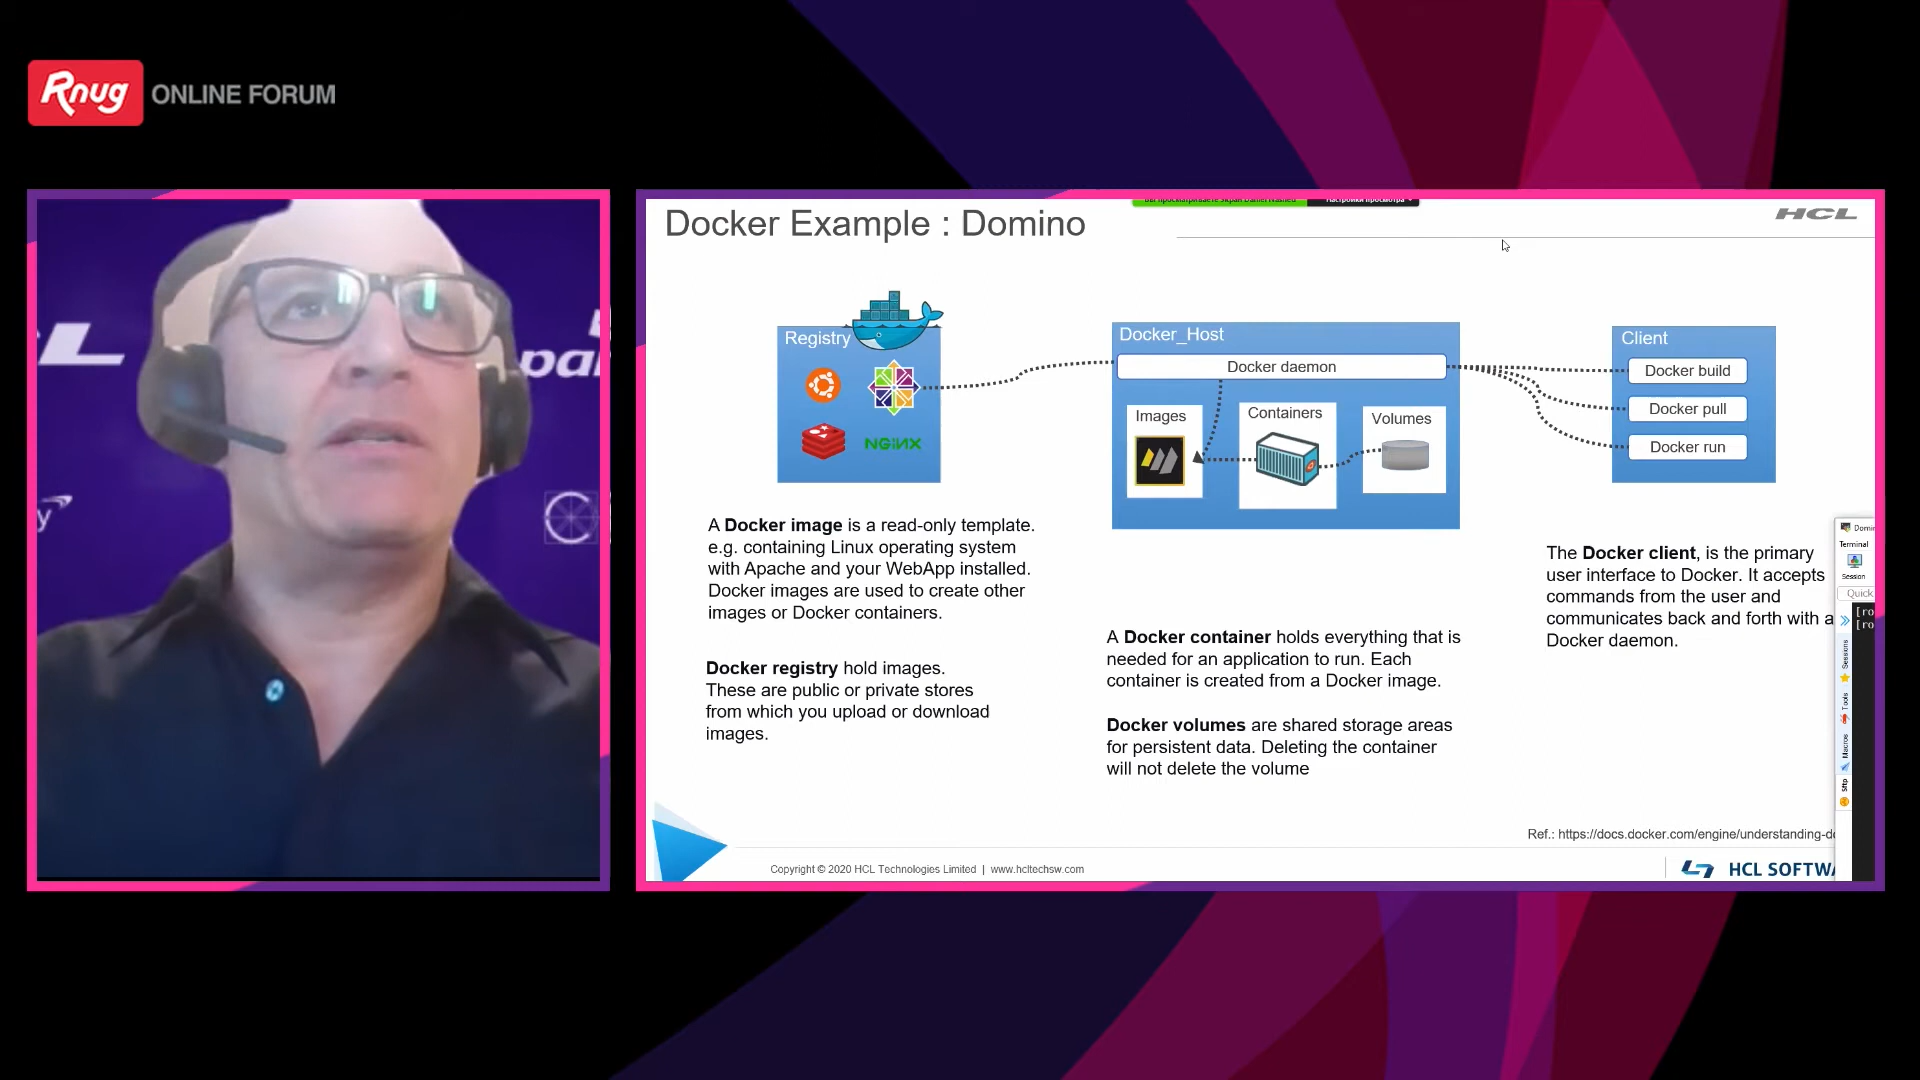 Rnug ONLINE FORUM
Docker Example : Domino
HCL
Registry
NGiNX
Docker_Host
Docker daemon
Images
Containers
Volumes
Client
Docker build
Docker pull
Docker run
A Docker image is a read-only template.
e.g. containing Linux operating system
with Apache and your WebApp installed.
Docker images are used to create other
images or Docker containers.
Docker registry hold images.
These are public or private stores
from which you upload or download
images.
A Docker container holds everything that is
needed for an application to run. Each
container is created from a Docker image.
Docker volumes are shared storage areas
for persistent data. Deleting the container
will not delete the volume
The Docker client, is the primary
user interface to Docker. It accepts
commands from the user and
communicates back and forth with a
Docker daemon.
Terminal
Session
Quick
[ro
[ro
Sessions
Tools
Macros
Sftp
Ref.: https://docs.docker.com/engine/understanding-do
Copyright © 2020 HCL Technologies Limited | www.hcltechsw.com
HCL SOFTWA